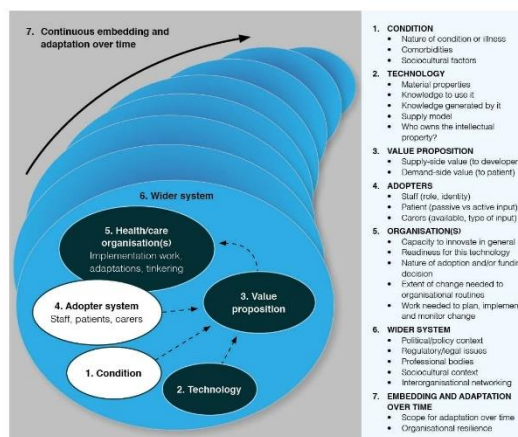 7. Continuous embedding and
adaptation over time
6. Wider system
5. Health/care
organisation(s)
Implementation work,
adaptations, tinkering
4. Adopter system
Staff, patients, carers
3. Value
proposition
1. Condition
2. Technology
1. CONDITION
• Nature of condition or illness
• Comorbidities
• Sociocultural factors
2. TECHNOLOGY
• Material properties
• Knowledge to use it
• Knowledge generated by it
• Supply model
• Who owns the intellectual
property?
3. VALUE PROPOSITION
• Supply-side value (to developer
• Demand-side value (to patient)
4. ADOPTERS
• Staff (role, identity)
• Patient (passive vs active input)
• Carers (available, type of input)
5. ORGANISATION(S)
• Capacity to innovate in general
• Readiness for this technology
• Nature of adoption and/or
decision
• Extent of change needed to
organisational routines
• Work needed to plan,
and monitor change
6. WIDER SYSTEM
• Political/policy context
• Regulatory/legal issues
• Professional bodies
• Sociocultural context
• Interorganisational networking
7. EMBEDDING AND ADAPTATION
OVER TIME
• Scope for adaptation over time
• Organisational resilience